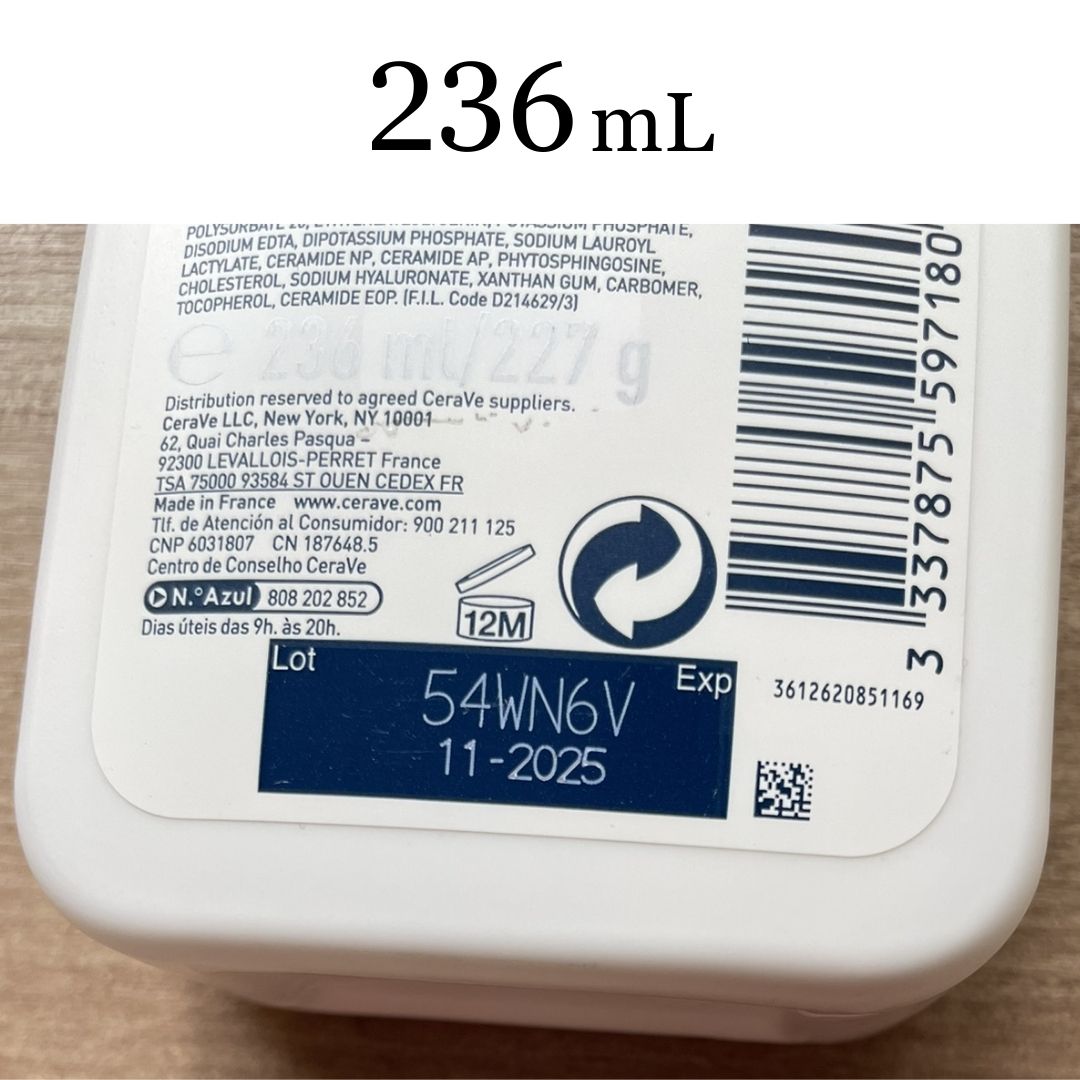 236 mL
POLYSORBATE 20, ETHYLHEXYLGLYCERIN, POTASSIUM PHOSPHATE,
DISODIUM EDTA, DIPOTASSIUM PHOSPHATE, SODIUM LAUROYL
LACTYLATE, CERAMIDE NP, CERAMIDE AP, PHYTOSPHINGOSINE,
CHOLESTEROL, SODIUM HYALURONATE, XANTHAN GUM, CARBOMER,
TOCOPHEROL, CERAMIDE EOP. (F.I.L. Code D214629/3)
℮ 236 ml/227 g
Distribution reserved to agreed CeraVe suppliers.
CeraVe LLC, New York, NY 10001
62, Quai Charles Pasqua -
92300 LEVALLOIS-PERRET France
TSA 75000 93584 ST OUEN CEDEX FR
Made in France www.cerave.com
Tlf. de Atención al Consumidor: 900 211 125
CNP 6031807 CN 187648.5
Centro de Conselho CeraVe
N.° Azul 808 202 852
Dias úteis das 9h. às 20h.
12M
Lot
Exp
54WN6V
11-2025
3 337875 597180
3612620851169